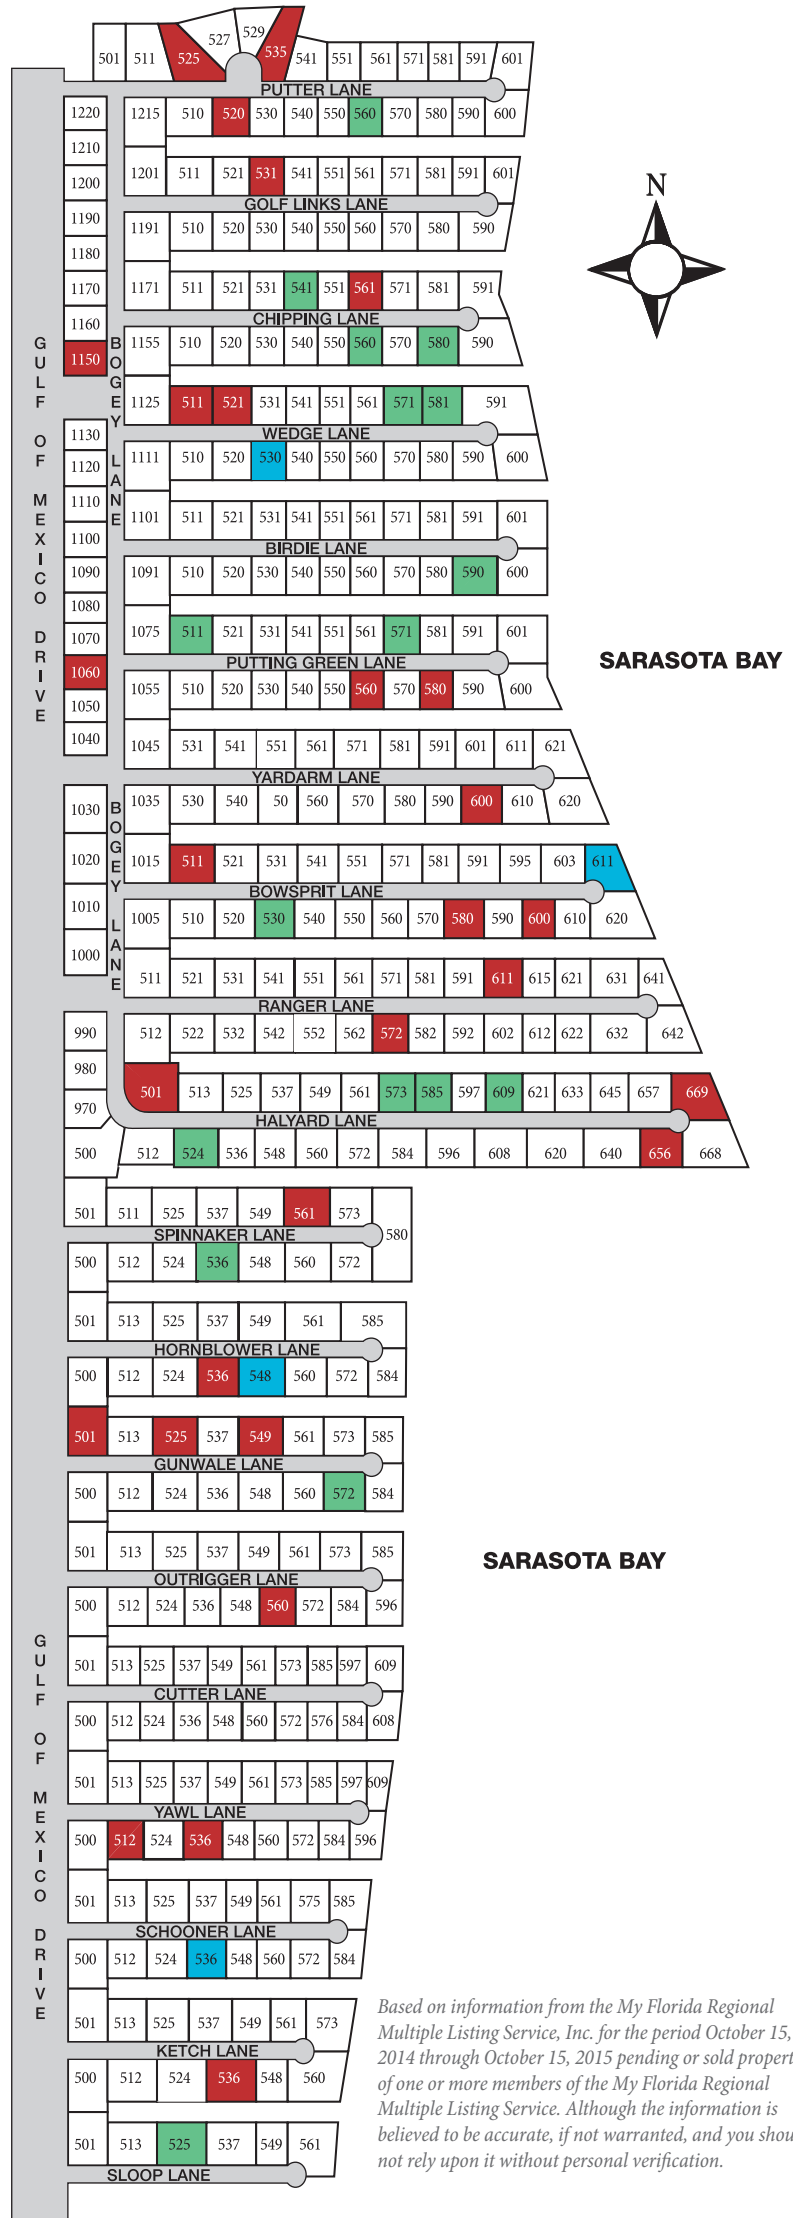 527 529
501 511 525 535 541 551 561 571 581 591 601
PUTTER LANE
1220 1215 510 520 530 540 550 560 570 580 590 600
1210
1200 1201 511 521 531 541 551 561 571 581 591 601
GOLF LINKS LANE
1190 1191 510 520 530 540 550 560 570 580 590
1180
N
1170 1171 511 521 531 541 551 561 571 581 591
1160
CHIPPING LANE
1150 1155 510 520 530 540 550 560 570 580 590
GULF OF MEXICO DRIVE
BOGEY LANE
1125 511 521 531 541 551 561 571 581 591
1130
WEDGE LANE
1120 1111 510 520 530 540 550 560 570 580 590 600
1110
1100 1101 511 521 531 541 551 561 571 581 591 601
BIRDIE LANE
1090 1091 510 520 530 540 550 560 570 580 590 600
1080
1070 1075 511 521 531 541 551 561 571 581 591 601
PUTTING GREEN LANE
SARASOTA BAY
1060 1055 510 520 530 540 550 560 570 580 590 600
1050
1040 1045 531 541 551 561 571 581 591 601 611 621
YARDARM LANE
1030 1035 530 540 50 560 570 580 590 600 610 620
BOGEY LANE
1020 1015 511 521 531 541 551 571 581 591 595 603 611
BOWSPRIT LANE
1010 1005 510 520 530 540 550 560 570 580 590 600 610 620
1000
511 521 531 541 551 561 571 581 591 611 615 621 631 641
RANGER LANE
990 512 522 532 542 552 562 572 582 592 602 612 622 632 642
980
970 501 513 525 537 549 561 573 585 597 609 621 633 645 657 669
HALYARD LANE
500 512 524 536 548 560 572 584 596 608 620 640 656 668
501 511 525 537 549 561 573 580
SPINNAKER LANE
500 512 524 536 548 560 572
501 513 525 537 549 561 585
HORNBLOWER LANE
500 512 524 536 548 560 572 584
501 513 525 537 549 561 573 585
GUNWALE LANE
500 512 524 536 548 560 572 584
501 513 525 537 549 561 573 585
SARASOTA BAY
OUTRIGGER LANE
500 512 524 536 548 560 572 584 596
GULF OF MEXICO DRIVE
501 513 525 537 549 561 573 585 597 609
CUTTER LANE
500 512 524 536 548 560 572 576 584 608
501 513 525 537 549 561 573 585 597 609
YAWL LANE
500 512 524 536 548 560 572 584 596
501 513 525 537 549 561 575 585
SCHOONER LANE
500 512 524 536 548 560 572 584
501 513 525 537 549 561 573
KETCH LANE
500 512 524 536 548 560
501 513 525 537 549 561
SLOOP LANE
Based on information from the My Florida Regional
Multiple Listing Service, Inc. for the period October 15,
2014 through October 15, 2015 pending or sold propert
of one or more members of the My Florida Regional
Multiple Listing Service. Although the information is
believed to be accurate, if not warranted, and you shou
not rely upon it without personal verification.